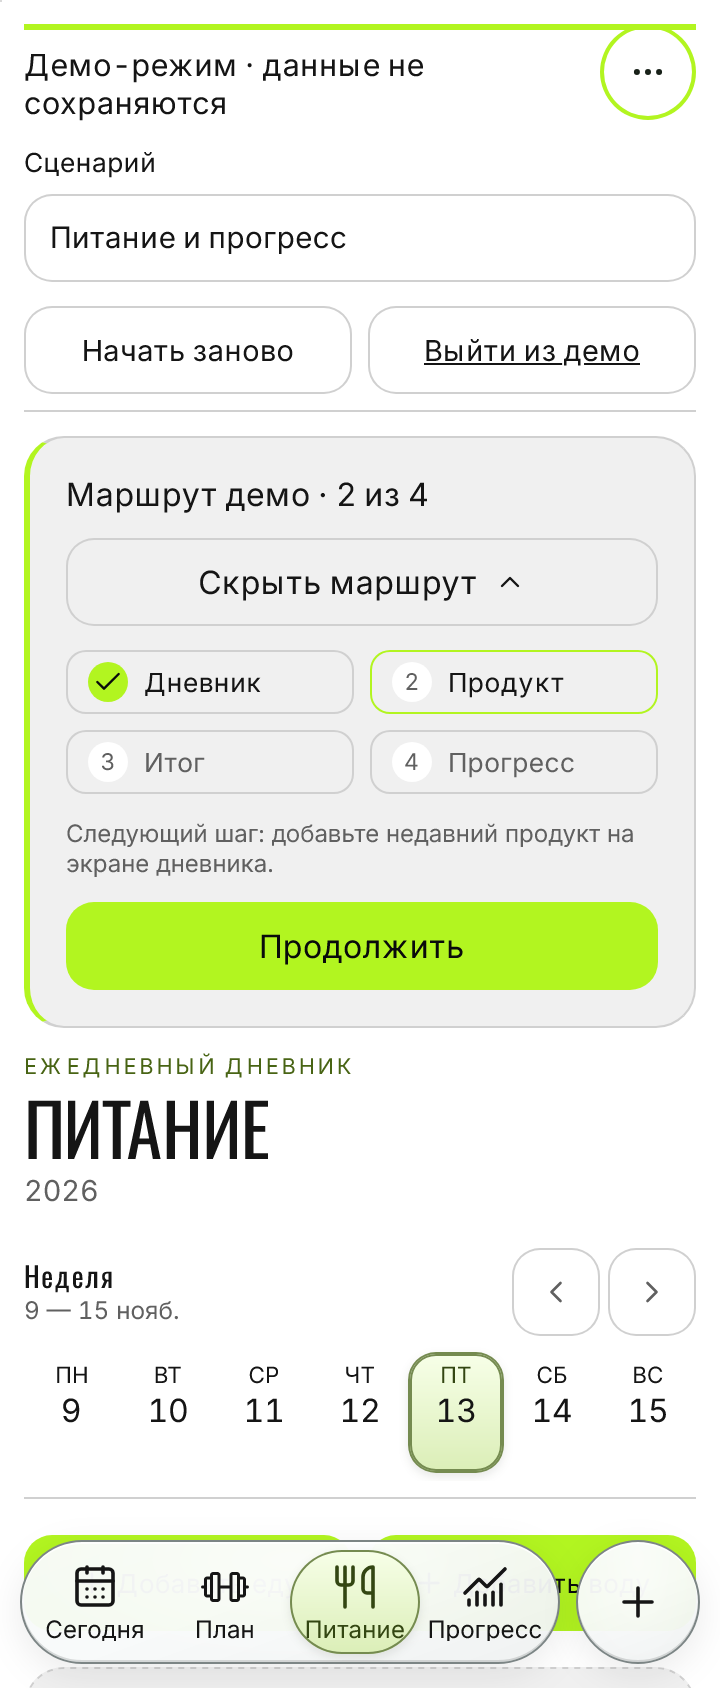 Демо-режим · данные не
сохраняются
Сценарий
Питание и прогресс
Начать заново
Выйти из демо
Маршрут демо · 2 из 4
Скрыть маршрут
Дневник
2 Продукт
3 Итог
4 Прогресс
Следующий шаг: добавьте недавний продукт на
экране дневника.
Продолжить
ЕЖЕДНЕВНЫЙ ДНЕВНИК
ПИТАНИЕ
2026
Неделя
9 — 15 нояб.
ПН ВТ СР ЧТ ПТ СБ ВС
9 10 11 12 13 14 15
Сегодня План Питание Прогресс